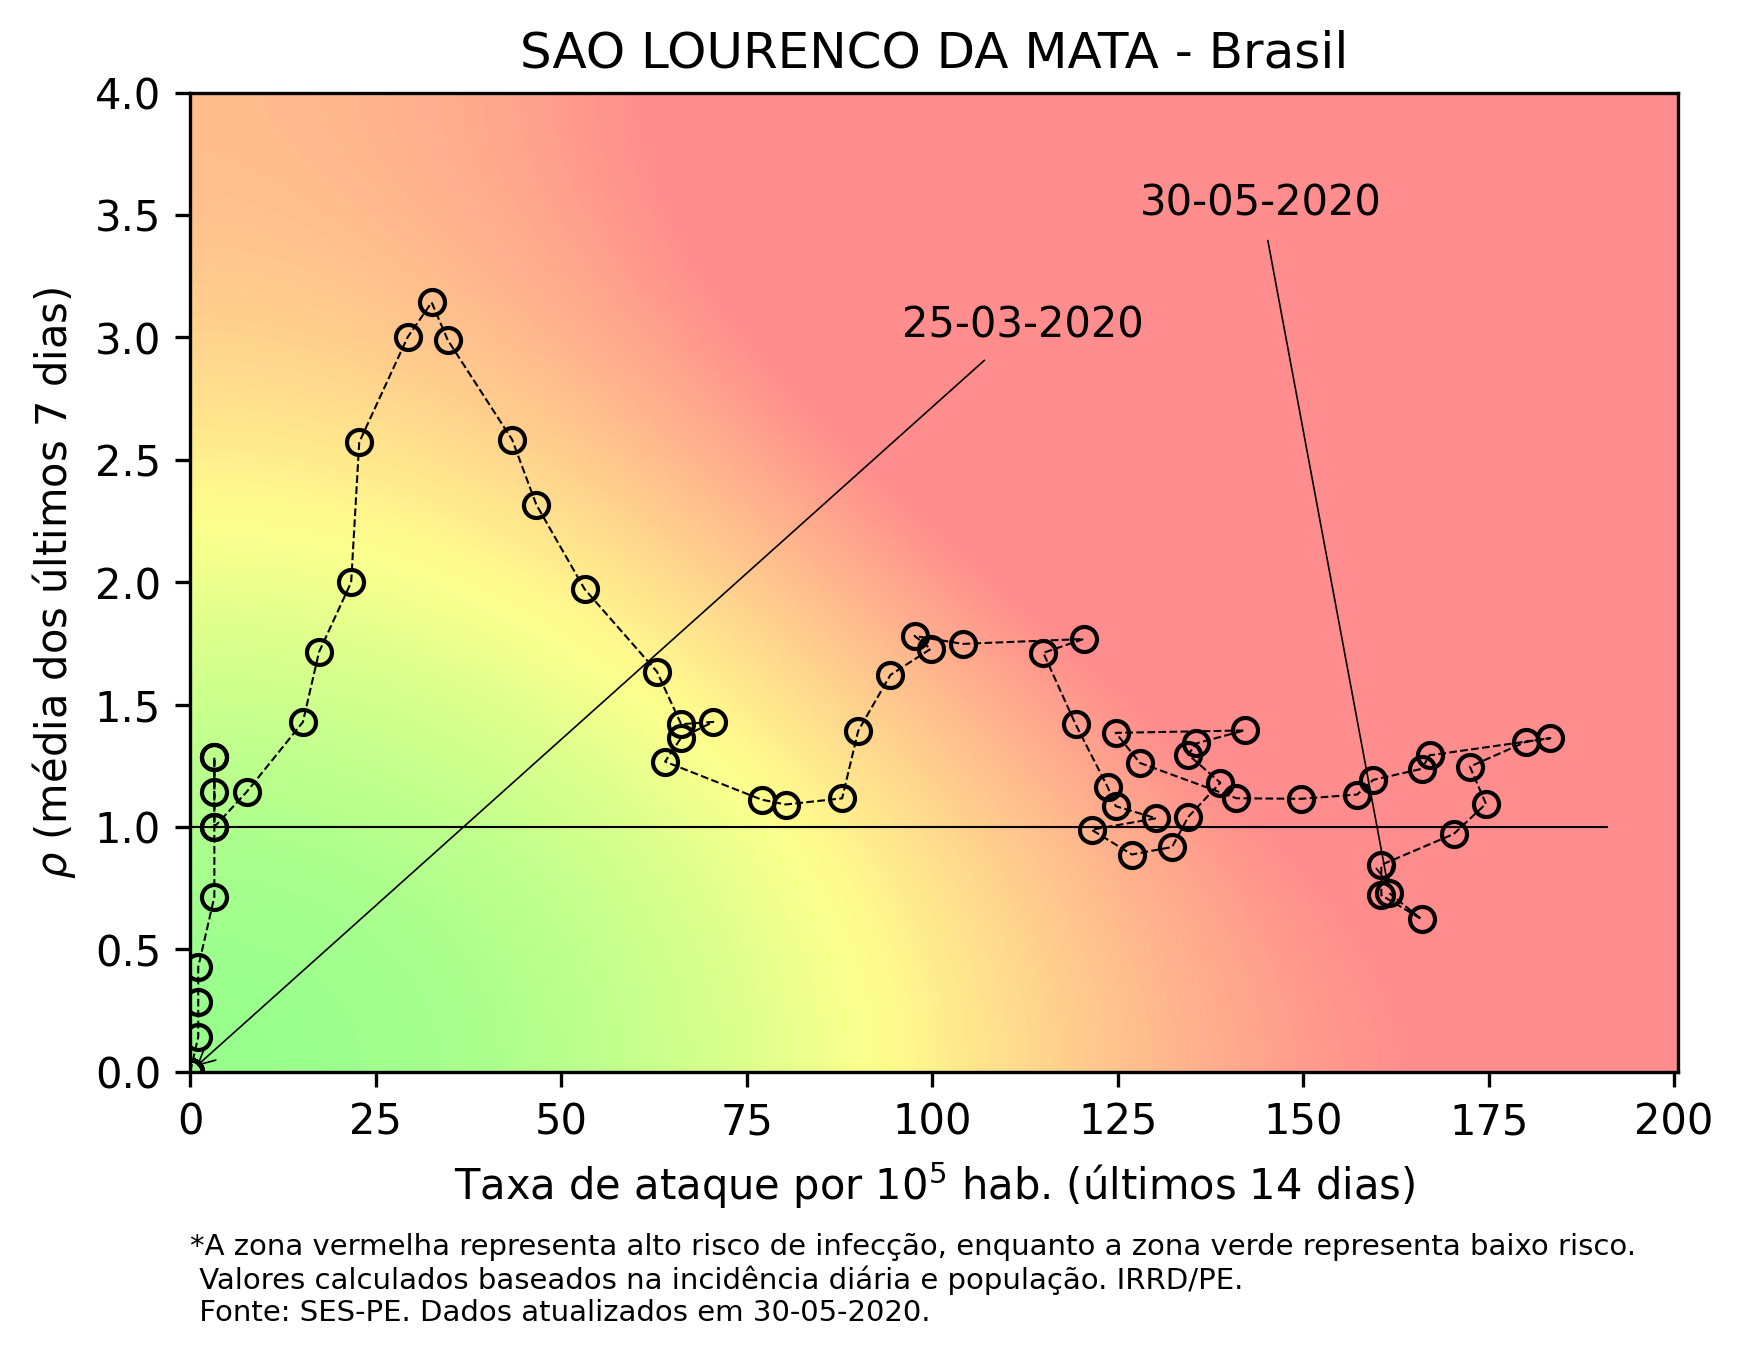 SAO LOURENCO DA MATA - Brasil
4.0
3.5
3.0
2.5
2.0
1.5
1.0
0.5
0.0
ρ (média dos últimos 7 dias)
30-05-2020
25-03-2020
0 25 50 75 100 125 150 175 200
Taxa de ataque por 10⁵ hab. (últimos 14 dias)
*A zona vermelha representa alto risco de infecção, enquanto a zona verde representa baixo risco.
Valores calculados baseados na incidência diária e população. IRRD/PE.
Fonte: SES-PE. Dados atualizados em 30-05-2020.